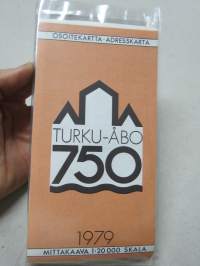 OSOITEKARTTA - ADRESSKARTA
TURKU-ÅBO
750
1979
MITTAKAAVA 1:20 000 SKALA